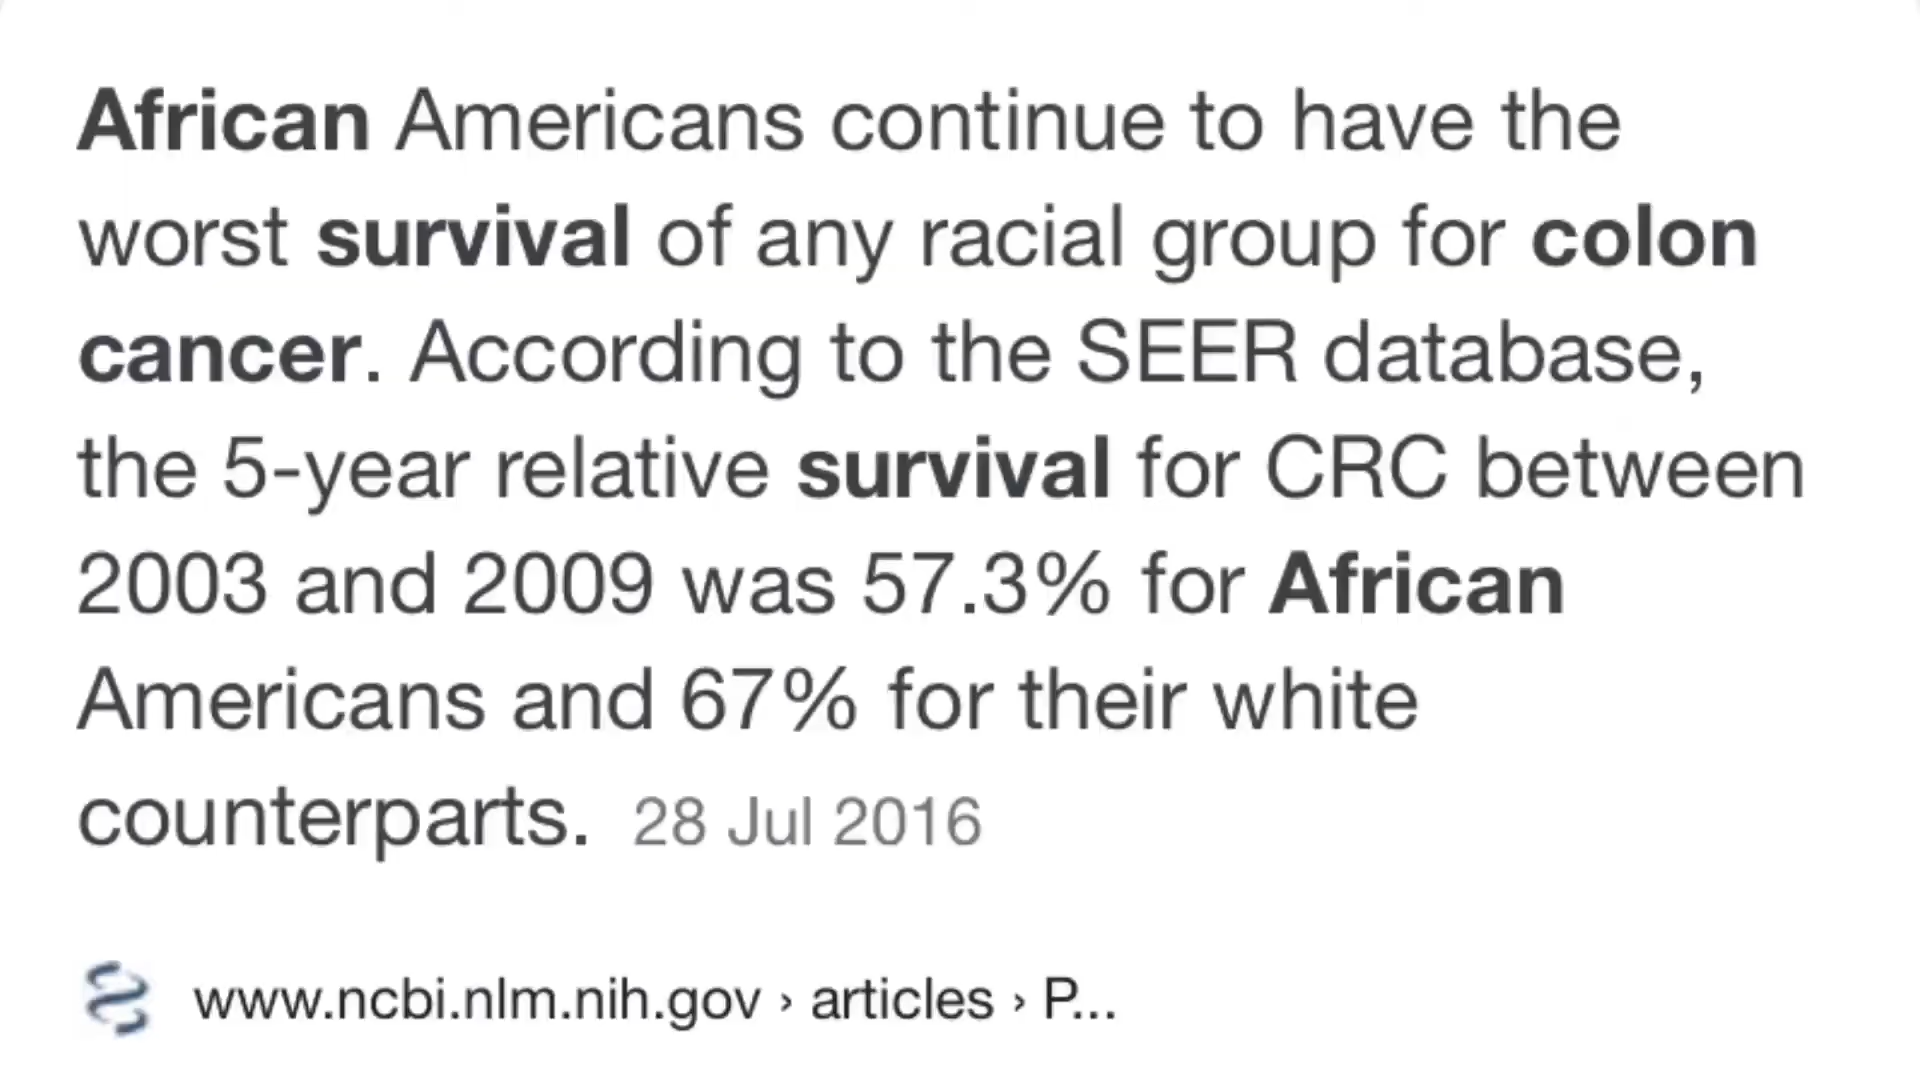 African Americans continue to have the
worst survival of any racial group for colon
cancer. According to the SEER database,
the 5-year relative survival for CRC between
2003 and 2009 was 57.3% for African
Americans and 67% for their white
counterparts. 28 Jul 2016
www.ncbi.nlm.nih.gov › articles › P...